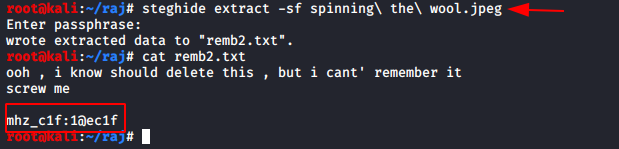 root@kali:~/raj# steghide extract -sf spinning\ the\ wool.jpeg
Enter passphrase:
wrote extracted data to "remb2.txt".
root@kali:~/raj# cat remb2.txt
ooh , i know should delete this , but i cant' remember it
screw me
mhz_c1f:1@ec1f
root@kali:~/raj#